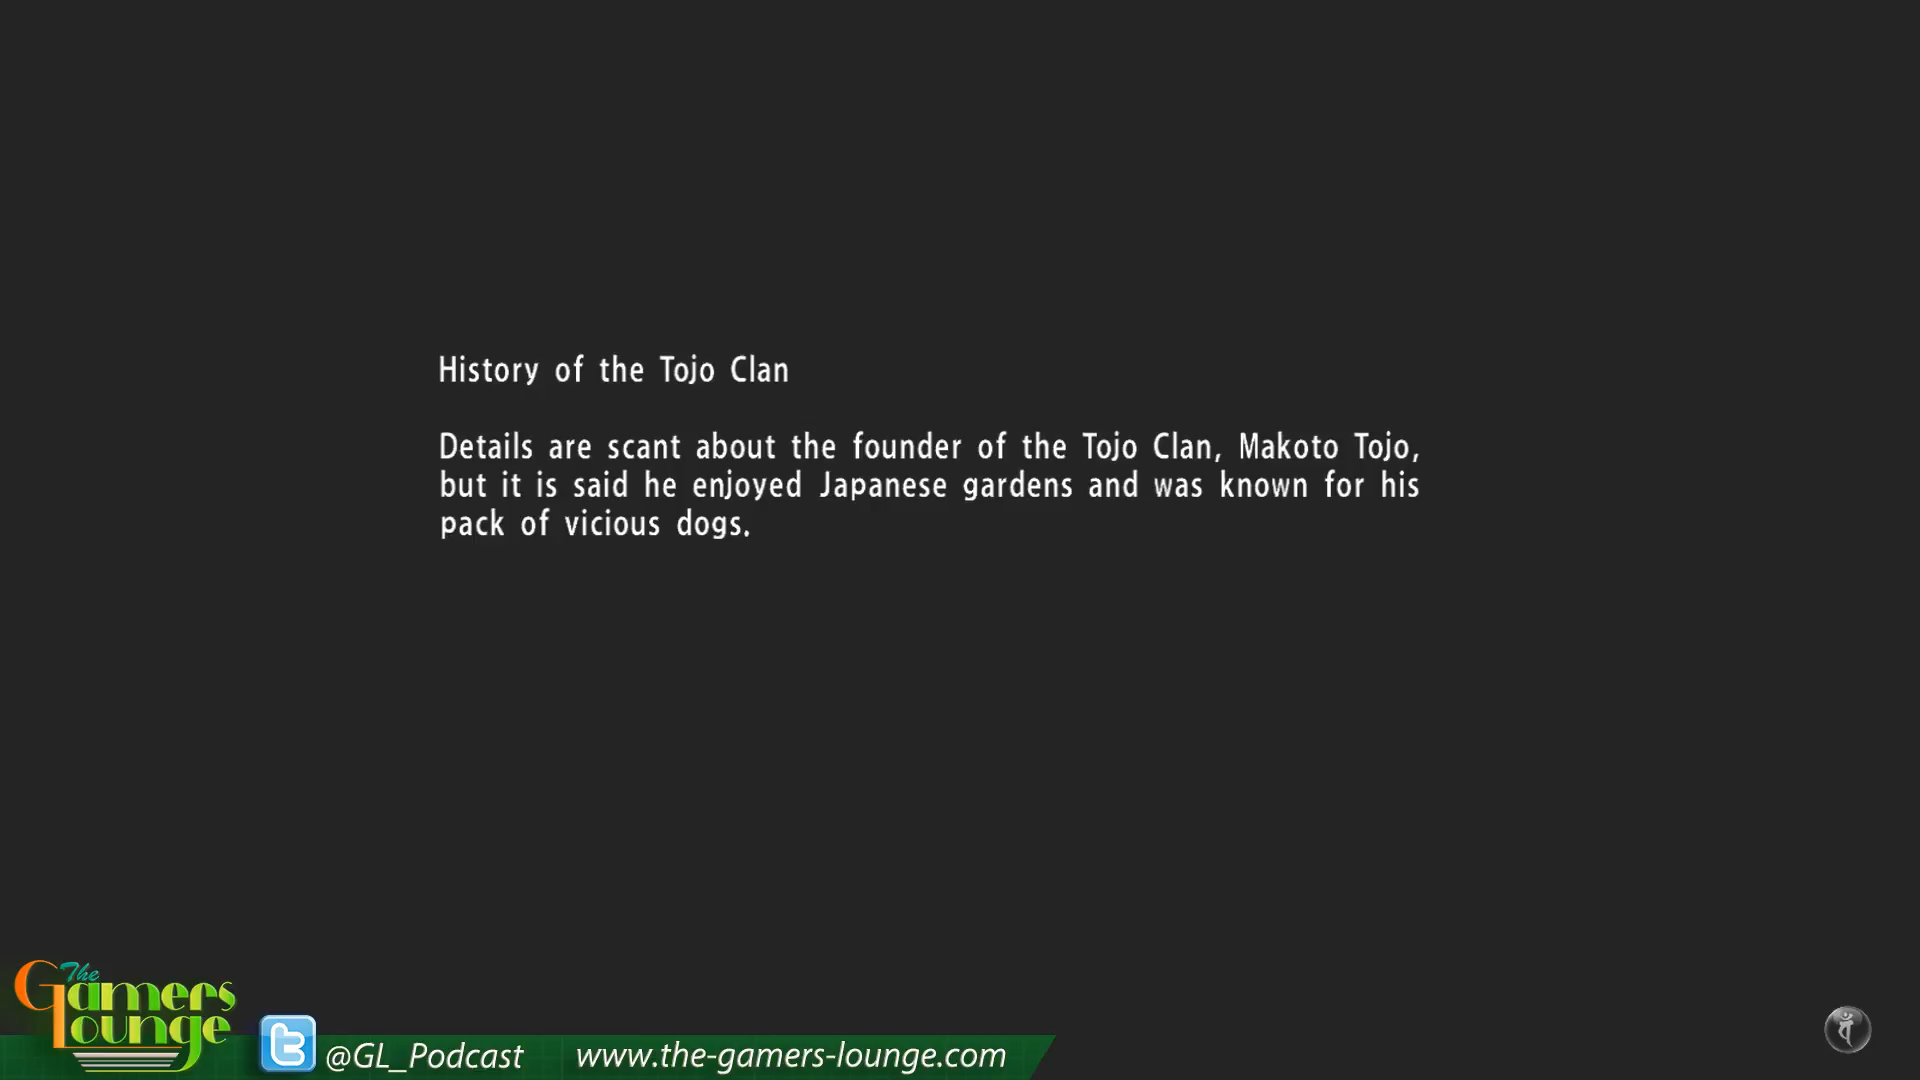 History of the Tojo Clan
Details are scant about the founder of the Tojo Clan, Makoto Tojo,
but it is said he enjoyed Japanese gardens and was known for his
pack of vicious dogs.
The
Gamers
Lounge
@GL_Podcast
www.the-gamers-lounge.com